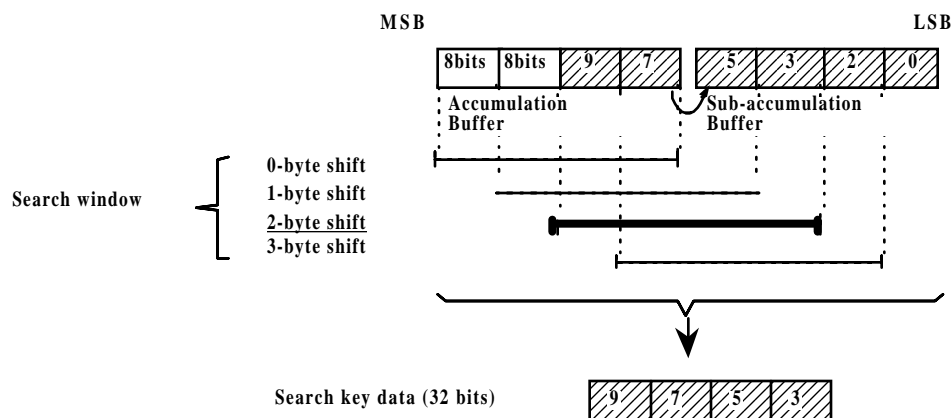 MSB LSB
8bits 8bits 9 7 5 3 2 0
Accumulation Buffer
Sub-accumulation Buffer
0-byte shift
1-byte shift
Search window
2-byte shift
3-byte shift
Search key data (32 bits) 9 7 5 3